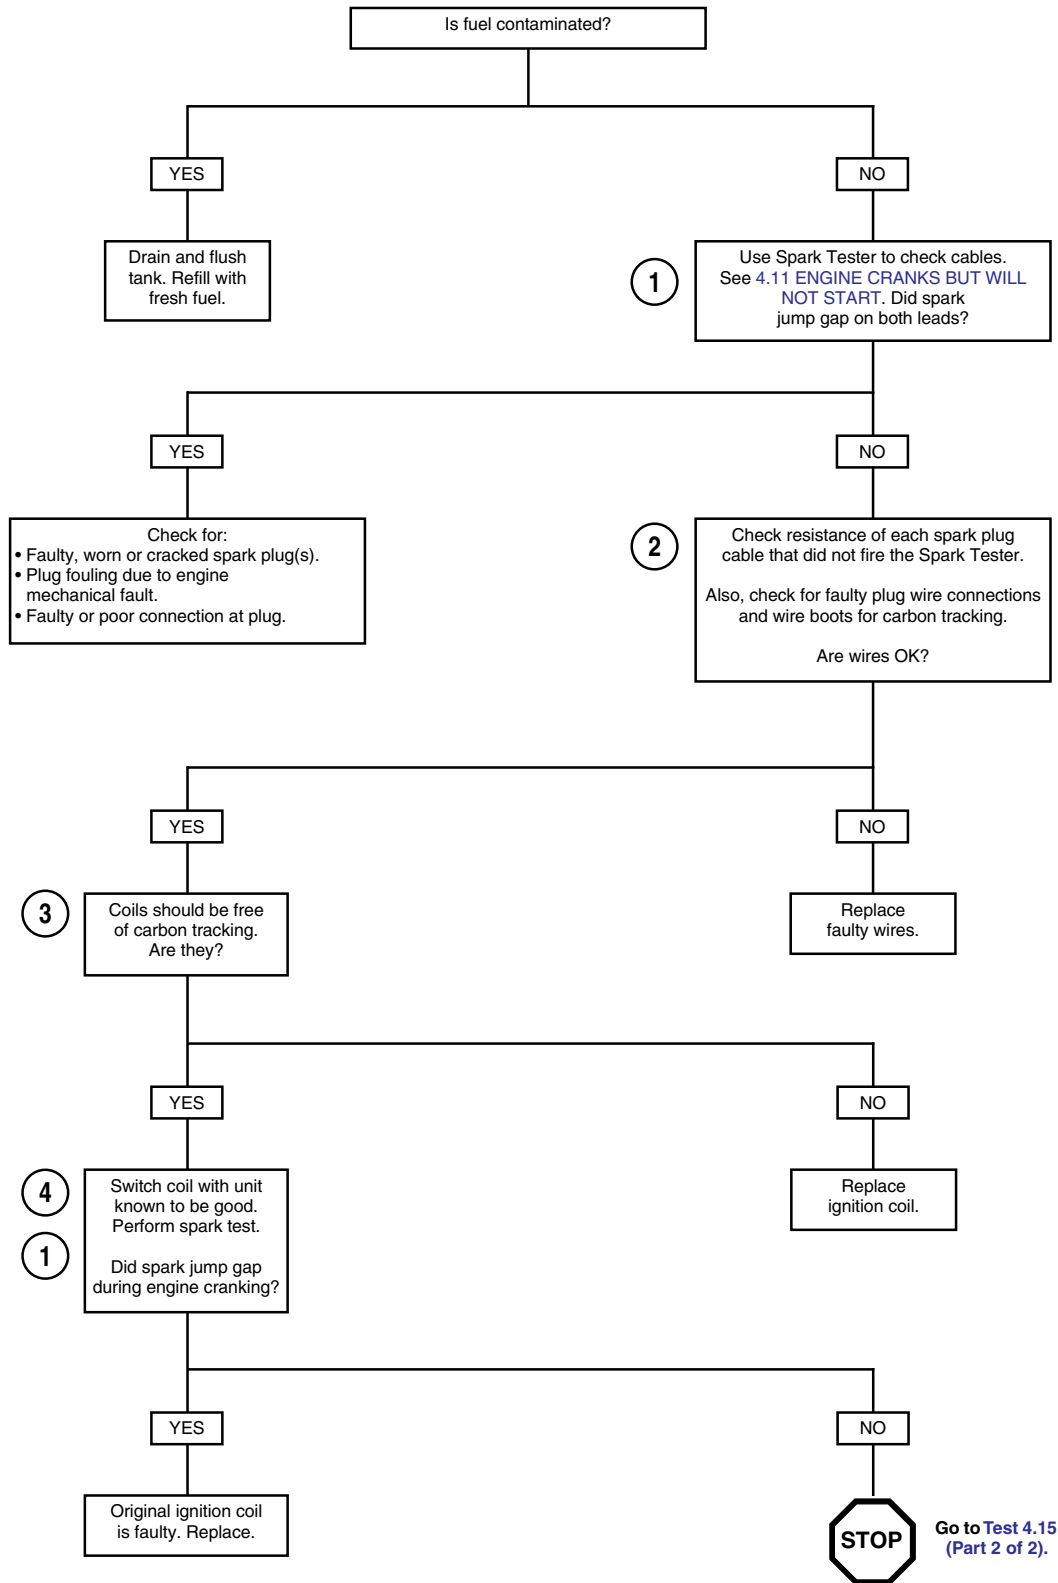 Is fuel contaminated?
YES
NO
Drain and flush
tank. Refill with
fresh fuel.
1
Use Spark Tester to check cables.
See 4.11 ENGINE CRANKS BUT WILL
NOT START. Did spark
jump gap on both leads?
YES
NO
Check for:
• Faulty, worn or cracked spark plug(s).
• Plug fouling due to engine
mechanical fault.
• Faulty or poor connection at plug.
2
Check resistance of each spark plug
cable that did not fire the Spark Tester.
Also, check for faulty plug wire connections
and wire boots for carbon tracking.
Are wires OK?
YES
NO
3
Coils should be free
of carbon tracking.
Are they?
Replace
faulty wires.
YES
NO
4
1
Switch coil with unit
known to be good.
Perform spark test.
Did spark jump gap
during engine cranking?
Replace
ignition coil.
YES
NO
Original ignition coil
is faulty. Replace.
STOP
Go to Test 4.15
(Part 2 of 2).